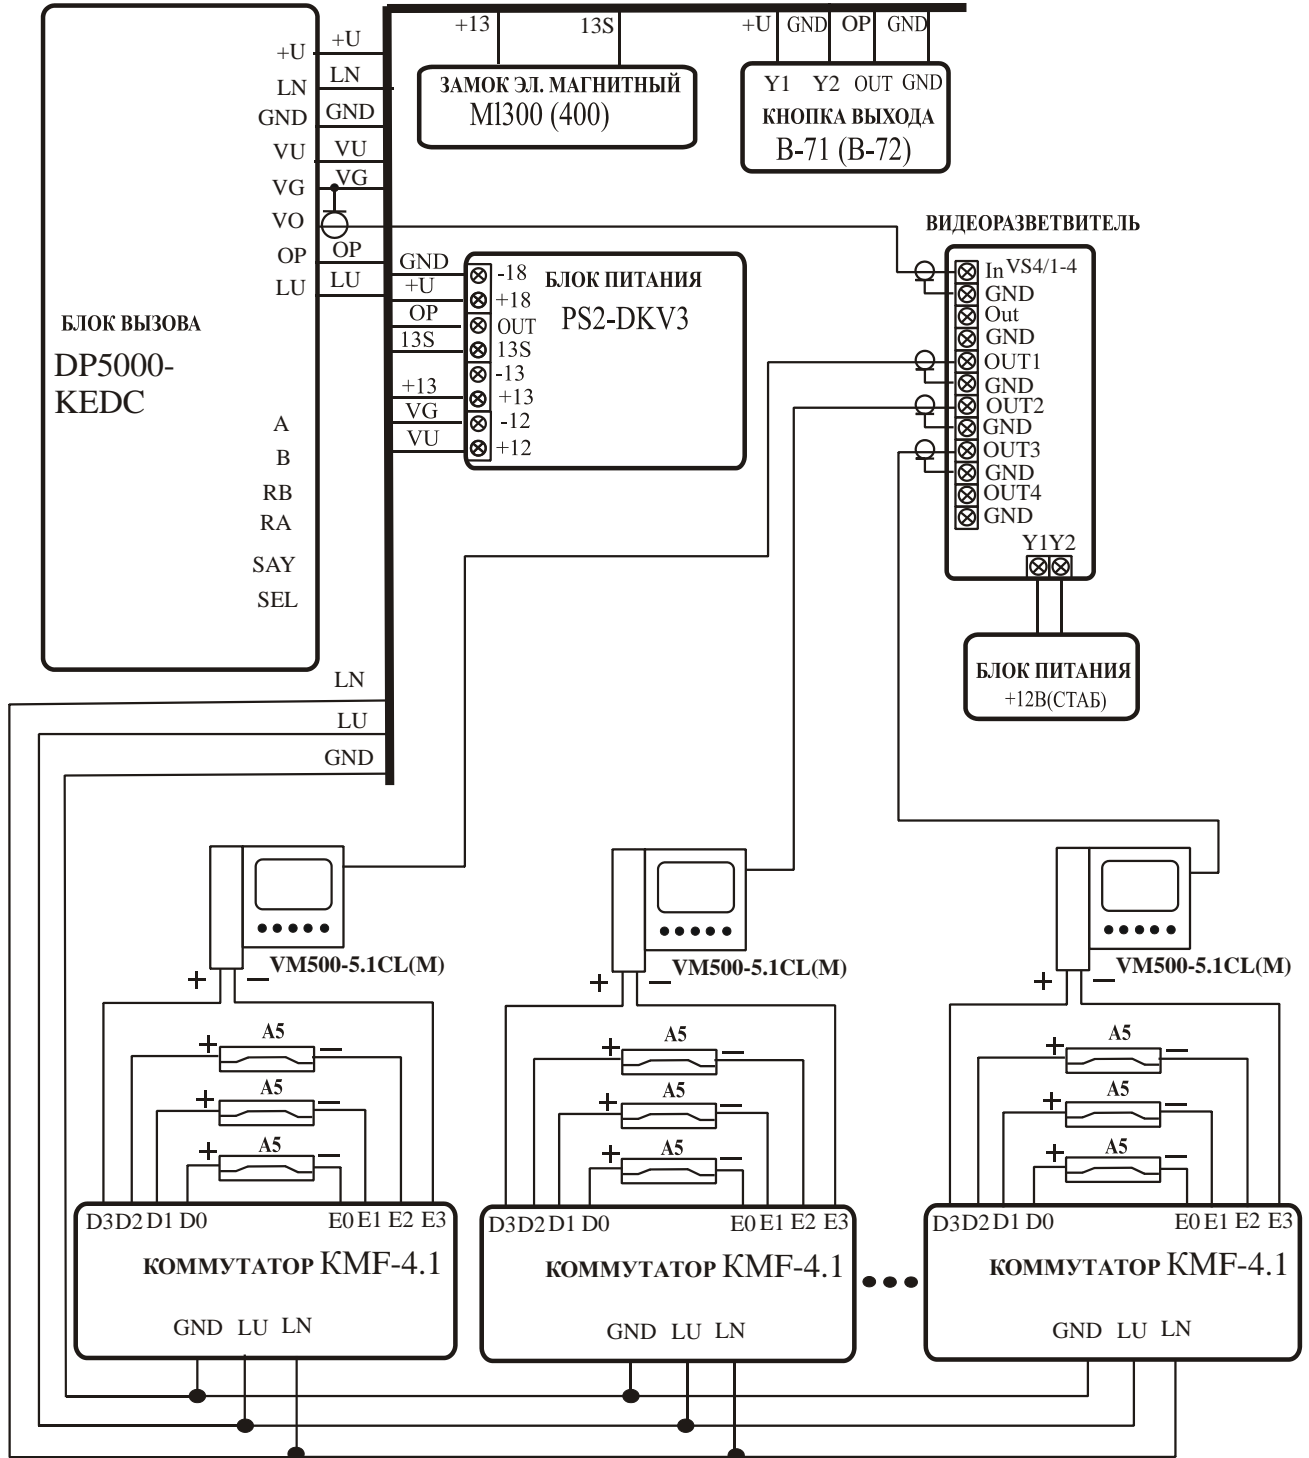 +U
LN
GND
VU
VG
VO
OP
LU
БЛОК ВЫЗОВА
DP5000-
KEDC
A
B
RB
RA
SAY
SEL
+U
LN
GND
VU
VG
OP
LU
+13
13S
ЗАМОК ЭЛ. МАГНИТНЫЙ
Ml300 (400)
+U
GND
OP
GND
Y1
Y2
OUT
GND
КНОПКА ВЫХОДА
B-71 (B-72)
GND
+U
OP
13S
+13
VG
VU
-18
+18
OUT
13S
-13
+13
-12
+12
БЛОК ПИТАНИЯ
PS2-DKV3
ВИДЕОРАЗВЕТВИТЕЛЬ
In VS4/1-4
GND
Out
GND
OUT1
GND
OUT2
GND
OUT3
GND
OUT4
GND
Y1Y2
БЛОК ПИТАНИЯ
+12В(СТАБ)
LN
LU
GND
VM500-5.1CL(M)
+
—
A5
+
—
A5
+
—
A5
+
—
D3D2 D1 D0
E0 E1 E2 E3
КОММУТАТОР KMF-4.1
GND LU LN
VM500-5.1CL(M)
+
—
A5
+
—
A5
+
—
A5
+
—
D3D2 D1 D0
E0 E1 E2 E3
КОММУТАТОР KMF-4.1
GND LU LN
VM500-5.1CL(M)
+
—
A5
+
—
A5
+
—
A5
+
—
D3D2 D1 D0
E0 E1 E2 E3
КОММУТАТОР KMF-4.1
GND LU LN